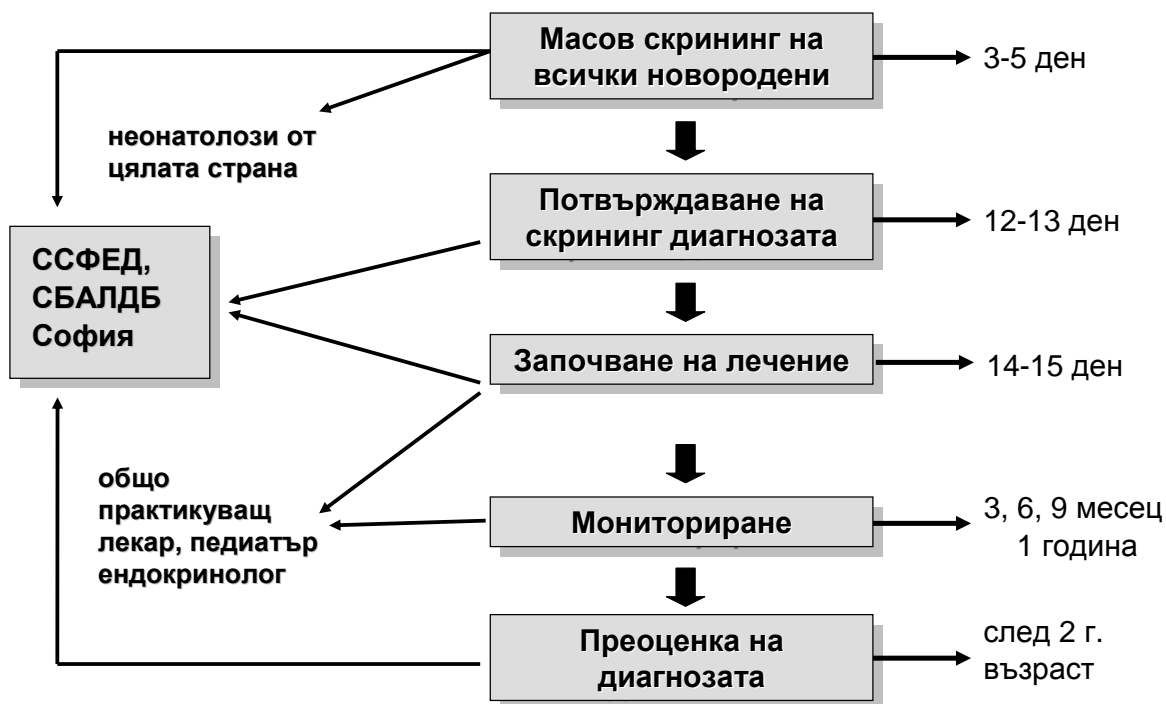 Масов скрининг на
всички новородени
3-5 ден
неонатолози от
цялата страна
Потвърждаване на
скрининг диагнозата
12-13 ден
ССФЕД,
СБАЛДБ
София
Започване на лечение
14-15 ден
общо
практикуващ
лекар, педиатър
ендокринолог
Мониториране
3, 6, 9 месец
1 година
Преоценка на
диагнозата
след 2 г.
възраст